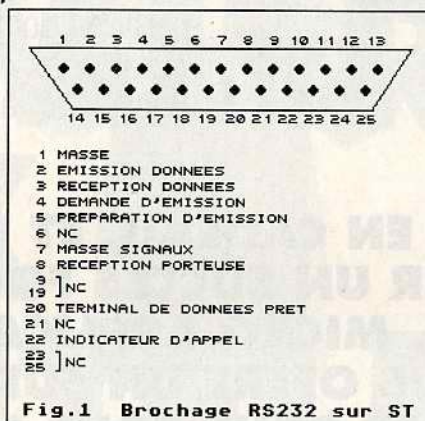 1 2 3 4 5 6 7 8 9 10 11 12 13
14 15 16 17 18 19 20 21 22 23 24 25
1 MASSE
2 EMISSION DONNEES
3 RECEPTION DONNEES
4 DEMANDE D'EMISSION
5 PREPARATION D'EMISSION
6 NC
7 MASSE SIGNAUX
8 RECEPTION PORTEUSE
9
19 ]NC
20 TERMINAL DE DONNEES PRET
21 NC
22 INDICATEUR D'APPEL
23
25 ]NC
Fig.1 Brochage RS232 sur ST